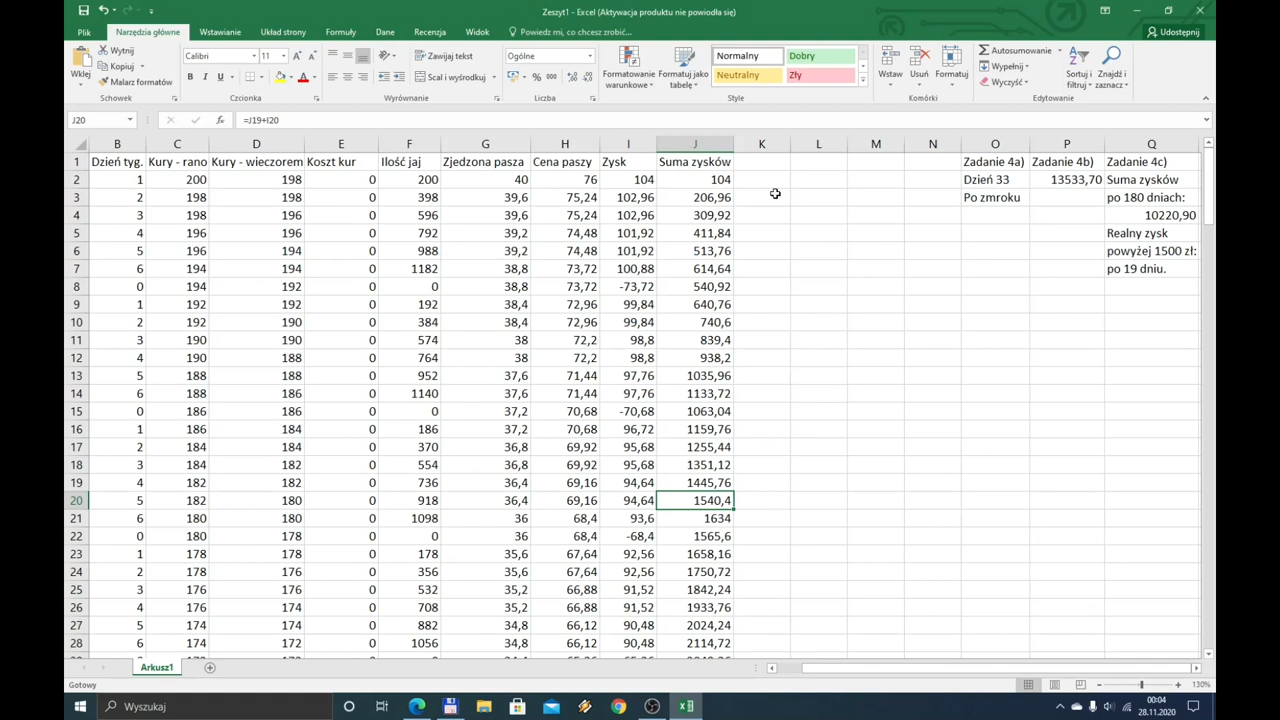 Zeszyt1 - Excel (Aktywacja produktu nie powiodła się)
Plik Narzędzia główne Wstawianie Układ strony Formuły Dane Recenzja Widok Powiedz mi, co chcesz zrobić... Udostępnij
Wklej Wytnij Kopiuj Malarz formatów Schowek
Calibri 11 B I U Czcionka
Zawijaj tekst Scal i wyśrodkuj Wyrównanie
Ogólne % 000 Liczba
Formatowanie warunkowe Formatuj jako tabelę Normalny Dobry Neutralny Zły Style
Wstaw Usuń Formatuj Komórki
Autosumowanie Wypełnij Wyczyść Sortuj i filtruj Znajdź i zaznacz Edytowanie
J20 fx =J19+I20
B C D E F G H I J K L M N O P Q
1 Dzień tyg. Kury - rano Kury - wieczorem Koszt kur Ilość jaj Zjedzona pasza Cena paszy Zysk Suma zysków Zadanie 4a) Zadanie 4b) Zadanie 4c)
2 1 200 198 0 200 40 76 104 104 Dzień 33 13533,70 Suma zysków
3 2 198 198 0 398 39,6 75,24 102,96 206,96 Po zmroku po 180 dniach:
4 3 198 196 0 596 39,6 75,24 102,96 309,92 10220,90
5 4 196 196 0 792 39,2 74,48 101,92 411,84 Realny zysk
6 5 196 194 0 988 39,2 74,48 101,92 513,76 powyżej 1500 zł:
7 6 194 194 0 1182 38,8 73,72 100,88 614,64 po 19 dniu.
8 0 194 192 0 0 38,8 73,72 -73,72 540,92
9 1 192 192 0 192 38,4 72,96 99,84 640,76
10 2 192 190 0 384 38,4 72,96 99,84 740,6
11 3 190 190 0 574 38 72,2 98,8 839,4
12 4 190 188 0 764 38 72,2 98,8 938,2
13 5 188 188 0 952 37,6 71,44 97,76 1035,96
14 6 188 186 0 1140 37,6 71,44 97,76 1133,72
15 0 186 186 0 0 37,2 70,68 -70,68 1063,04
16 1 186 184 0 186 37,2 70,68 96,72 1159,76
17 2 184 184 0 370 36,8 69,92 95,68 1255,44
18 3 184 182 0 554 36,8 69,92 95,68 1351,12
19 4 182 182 0 736 36,4 69,16 94,64 1445,76
20 5 182 180 0 918 36,4 69,16 94,64 1540,4
21 6 180 180 0 1098 36 68,4 93,6 1634
22 0 180 178 0 0 36 68,4 -68,4 1565,6
23 1 178 178 0 178 35,6 67,64 92,56 1658,16
24 2 178 176 0 356 35,6 67,64 92,56 1750,72
25 3 176 176 0 532 35,2 66,88 91,52 1842,24
26 4 176 174 0 708 35,2 66,88 91,52 1933,76
27 5 174 174 0 882 34,8 66,12 90,48 2024,24
28 6 174 172 0 1056 34,8 66,12 90,48 2114,72
Arkusz1
Gotowy 130%
Wyszukaj 00:04
28.11.2020